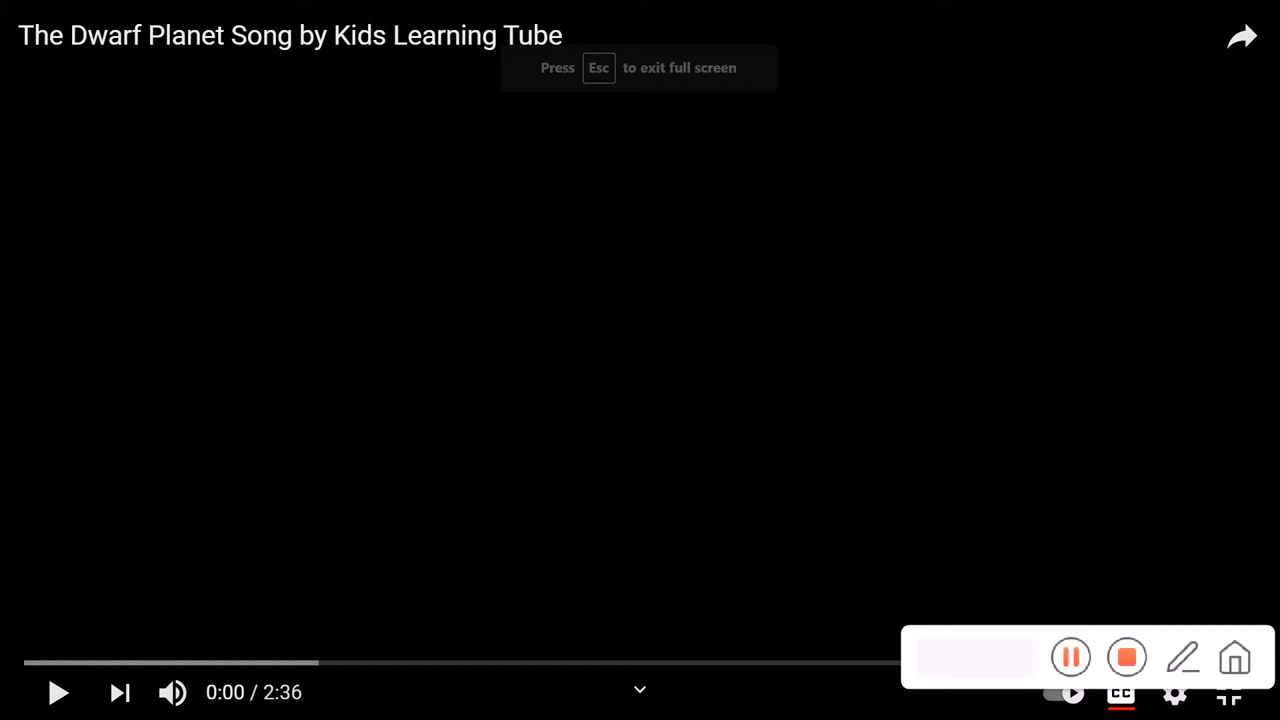 The Dwarf Planet Song by Kids Learning Tube
Press Esc to exit full screen
0:00 / 2:36
CC